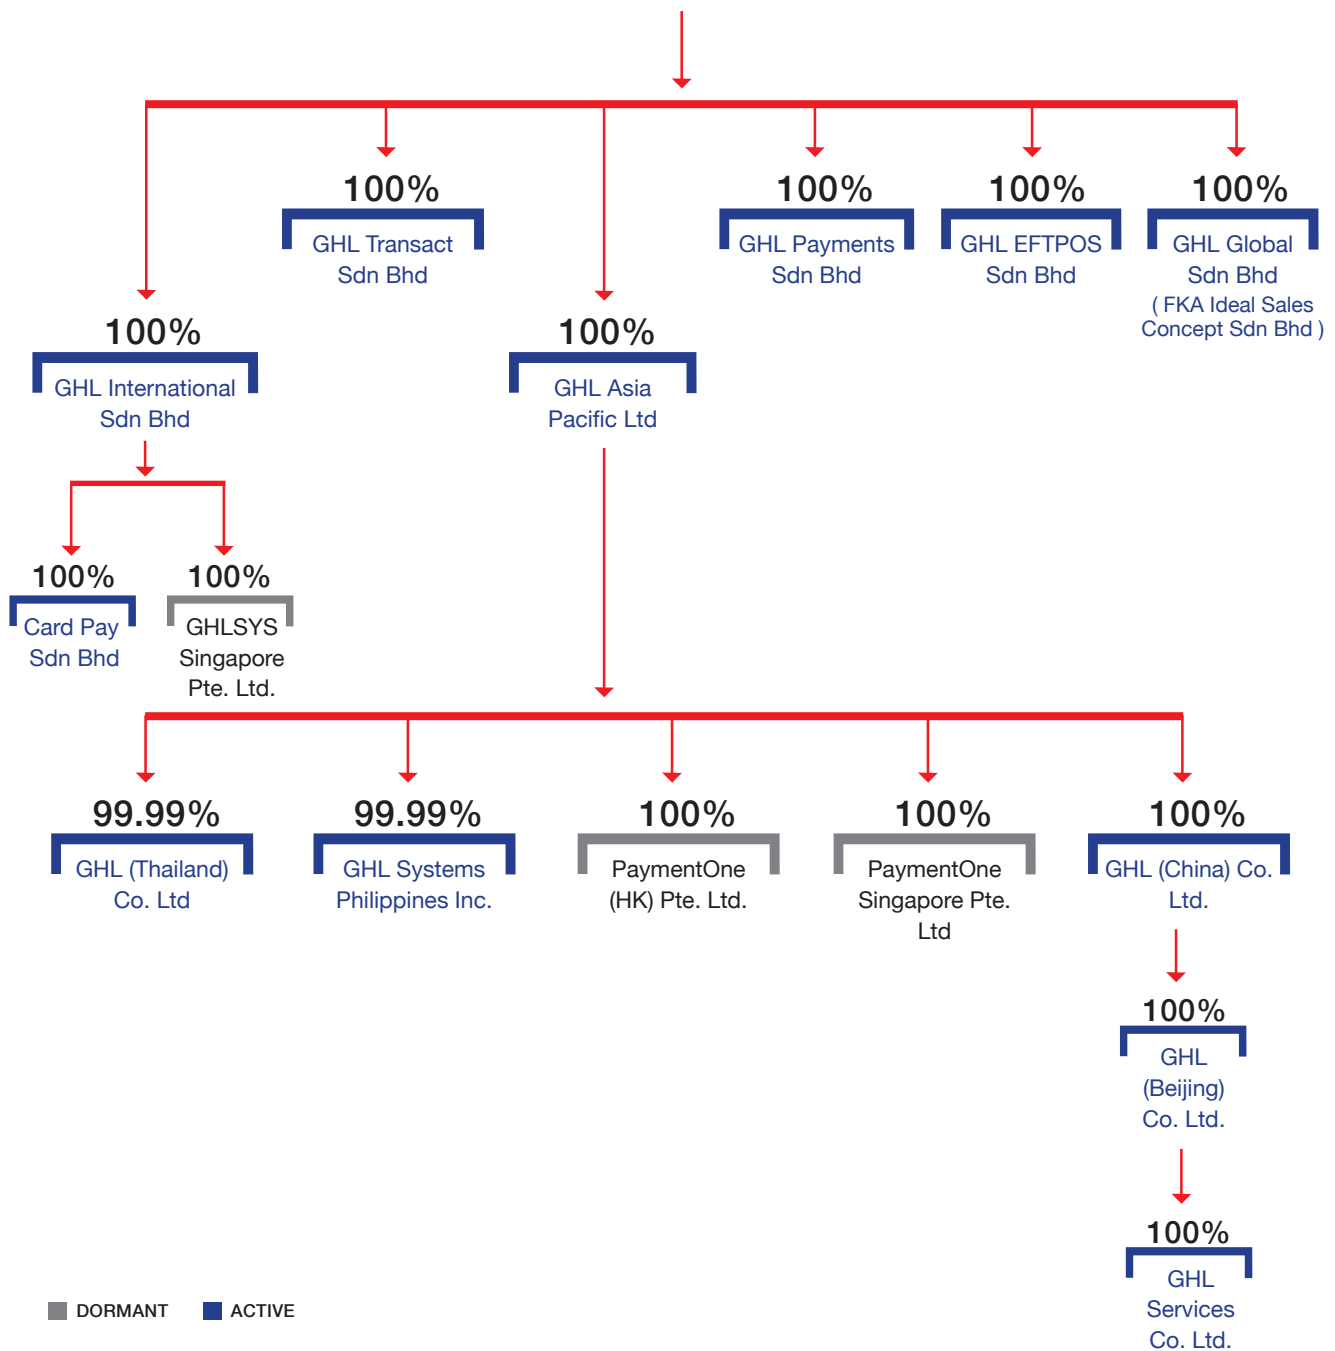 100%
GHL Transact
Sdn Bhd
100%
GHL Payments
Sdn Bhd
100%
GHL EFTPOS
Sdn Bhd
100%
GHL Global
Sdn Bhd
( FKA Ideal Sales
Concept Sdn Bhd )
100%
GHL International
Sdn Bhd
100%
GHL Asia
Pacific Ltd
100%
Card Pay
Sdn Bhd
100%
GHLSYS
Singapore
Pte. Ltd.
99.99%
GHL (Thailand)
Co. Ltd
99.99%
GHL Systems
Philippines Inc.
100%
PaymentOne
(HK) Pte. Ltd.
100%
PaymentOne
Singapore Pte.
Ltd
100%
GHL (China) Co.
Ltd.
100%
GHL
(Beijing)
Co. Ltd.
100%
GHL
Services
Co. Ltd.
DORMANT
ACTIVE